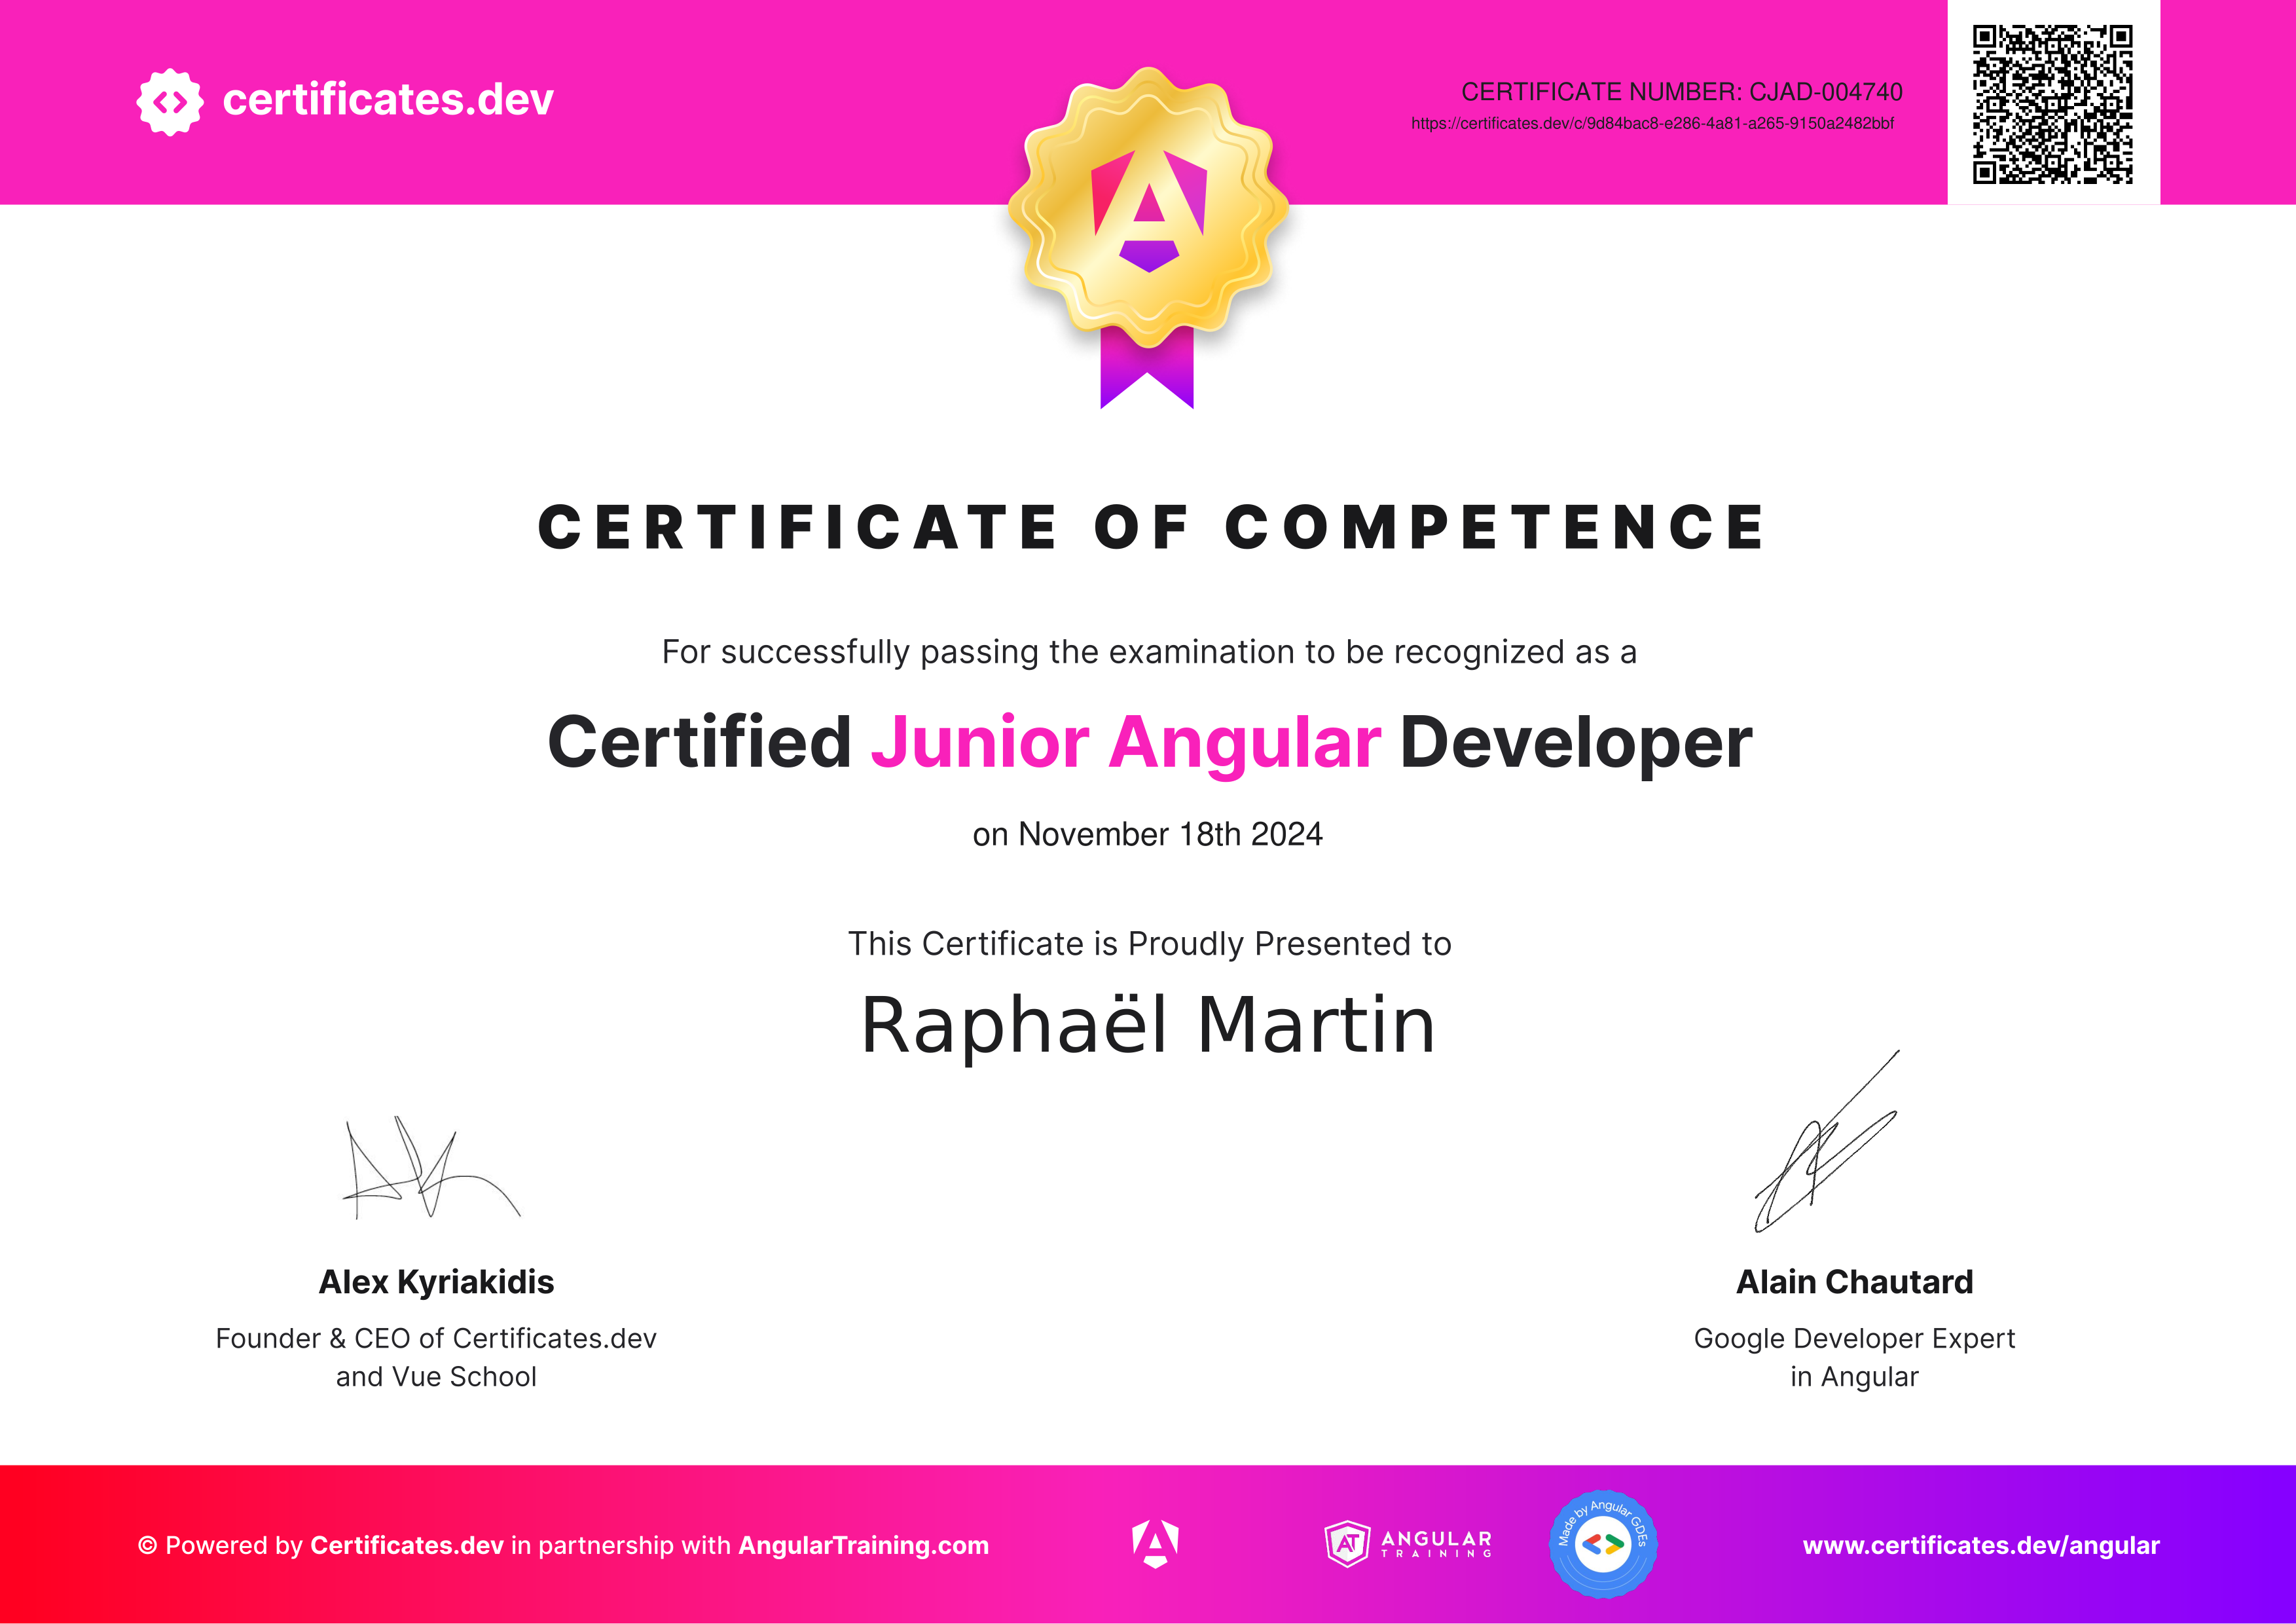 certificates.dev
CERTIFICATE NUMBER: CJAD-004740
https://certificates.dev/c/9d84bac8-e286-4a81-a265-9150a2482bbf
CERTIFICATE OF COMPETENCE
For successfully passing the examination to be recognized as a
Certified Junior Angular Developer
on November 18th 2024
This Certificate is Proudly Presented to
Raphaël Martin
Alex Kyriakidis
Founder & CEO of Certificates.dev
and Vue School
Alain Chautard
Google Developer Expert
in Angular
© Powered by Certificates.dev in partnership with AngularTraining.com
AT
ANGULAR
TRAINING
Made by Angular GDEs
www.certificates.dev/angular